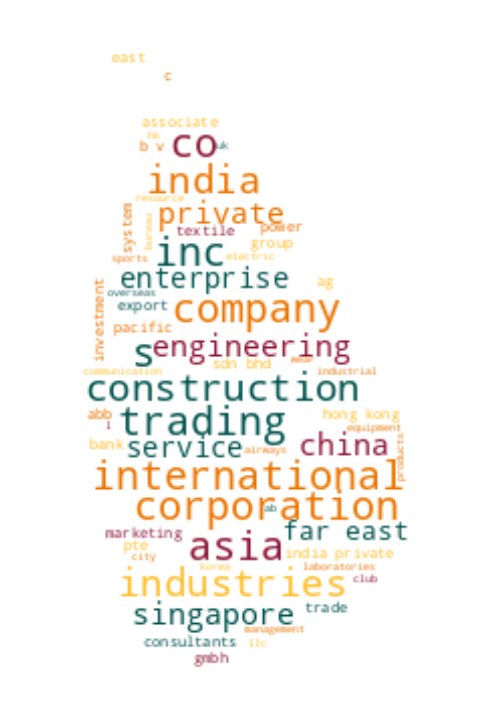 east
c
associate
hk
b v co uk
india
resource
private
system
bureau
textile power
inc group
sports electric
enterprise ag
overseas
investment
export company
pacific
s engineering
sdn bhd
communication industrial
construction
abb trading hong kong
l equipment
bank service airways china
products
international
corporation
ab
marketing far east
pte asia india private
city
korea laboratories
industries club
singapore trade
management
consultants llc
gmbh